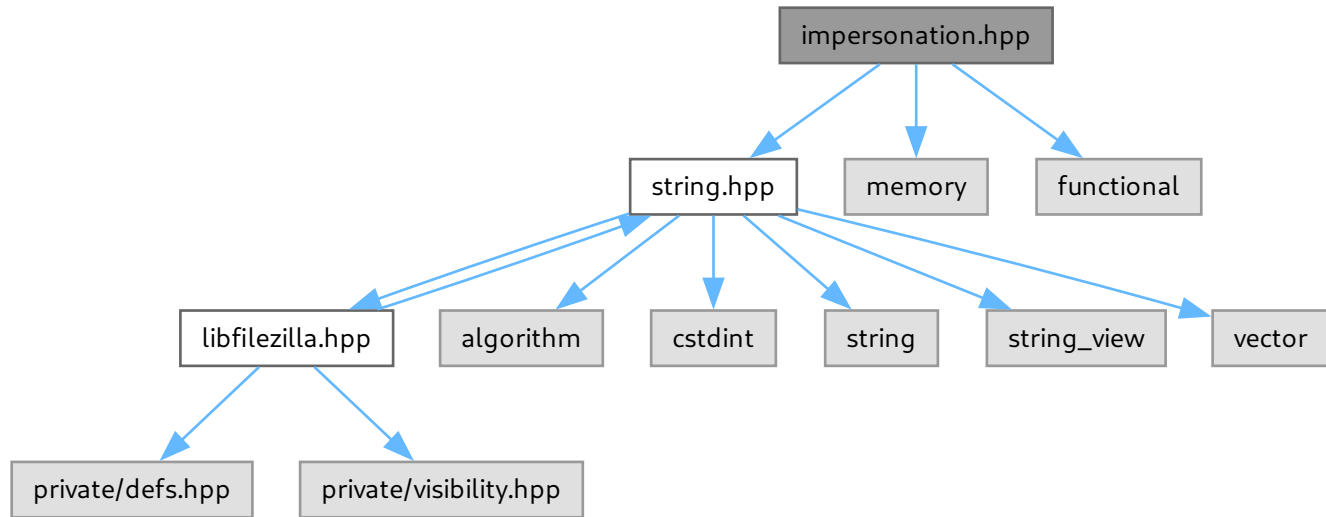 impersonation.hpp
string.hpp
memory
functional
libfilezilla.hpp
algorithm
cstdint
string
string_view
vector
private/defs.hpp
private/visibility.hpp